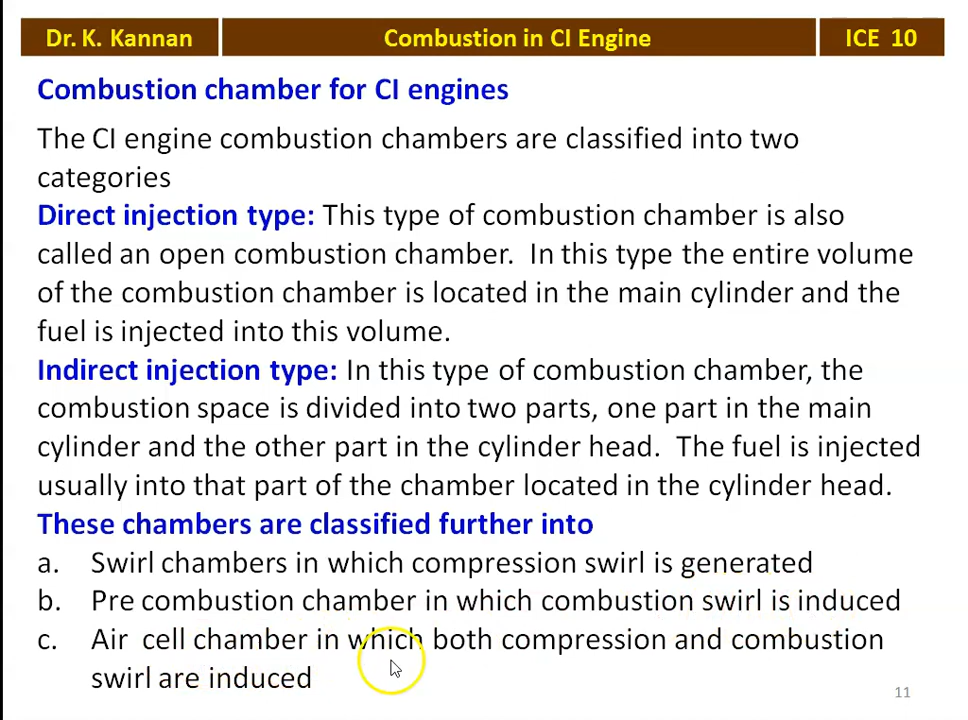 Dr. K. Kannan
Combustion in CI Engine
ICE 10
Combustion chamber for CI engines
The CI engine combustion chambers are classified into two
categories
Direct injection type: This type of combustion chamber is also
called an open combustion chamber. In this type the entire volume
of the combustion chamber is located in the main cylinder and the
fuel is injected into this volume.
Indirect injection type: In this type of combustion chamber, the
combustion space is divided into two parts, one part in the main
cylinder and the other part in the cylinder head. The fuel is injected
usually into that part of the chamber located in the cylinder head.
These chambers are classified further into
a. Swirl chambers in which compression swirl is generated
b. Pre combustion chamber in which combustion swirl is induced
c. Air cell chamber in which both compression and combustion
swirl are induced
11